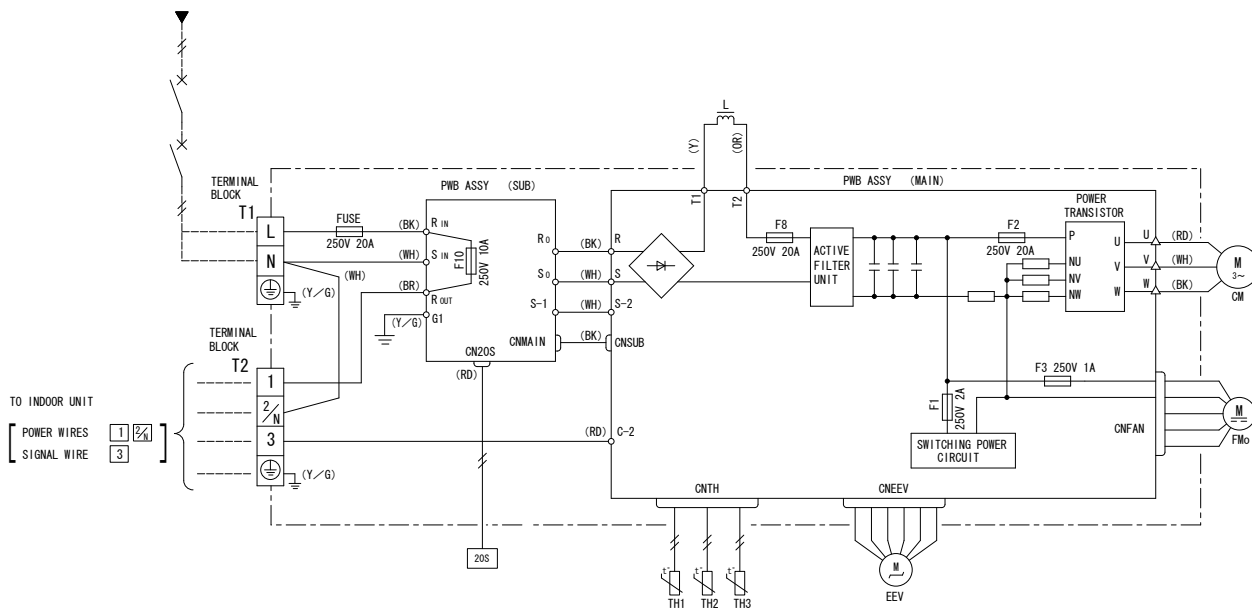 L
(Y)
(OR)
TERMINAL
BLOCK
T1
L
N
FUSE
250V 20A
(Y/G)
(WH)
(BK)
(WH)
(BR)
(Y/G)
PWB ASSY (SUB)
R IN
S IN
R OUT
G1
F10
250V 10A
R0
S0
S-1
CNMAIN
CN20S
(RD)
(BK)
(WH)
(WH)
(BK)
PWB ASSY (MAIN)
T1
T2
R
S
S-2
CNSUB
F8
250V 20A
ACTIVE
FILTER
UNIT
F2
250V 20A
POWER
TRANSISTOR
P
NU
NV
NW
U
V
W
U
V
W
(RD)
(WH)
(BK)
M
3~
CM
F3 250V 1A
F1
250V 2A
SWITCHING POWER
CIRCUIT
CNFAN
M
FMo
TERMINAL
BLOCK
T2
1
2/N
3
(Y/G)
TO INDOOR UNIT
POWER WIRES 1 2/N
SIGNAL WIRE 3
(RD)
C-2
CNTH
CNEEV
20S
t°
t°
t°
TH1
TH2
TH3
M
EEV